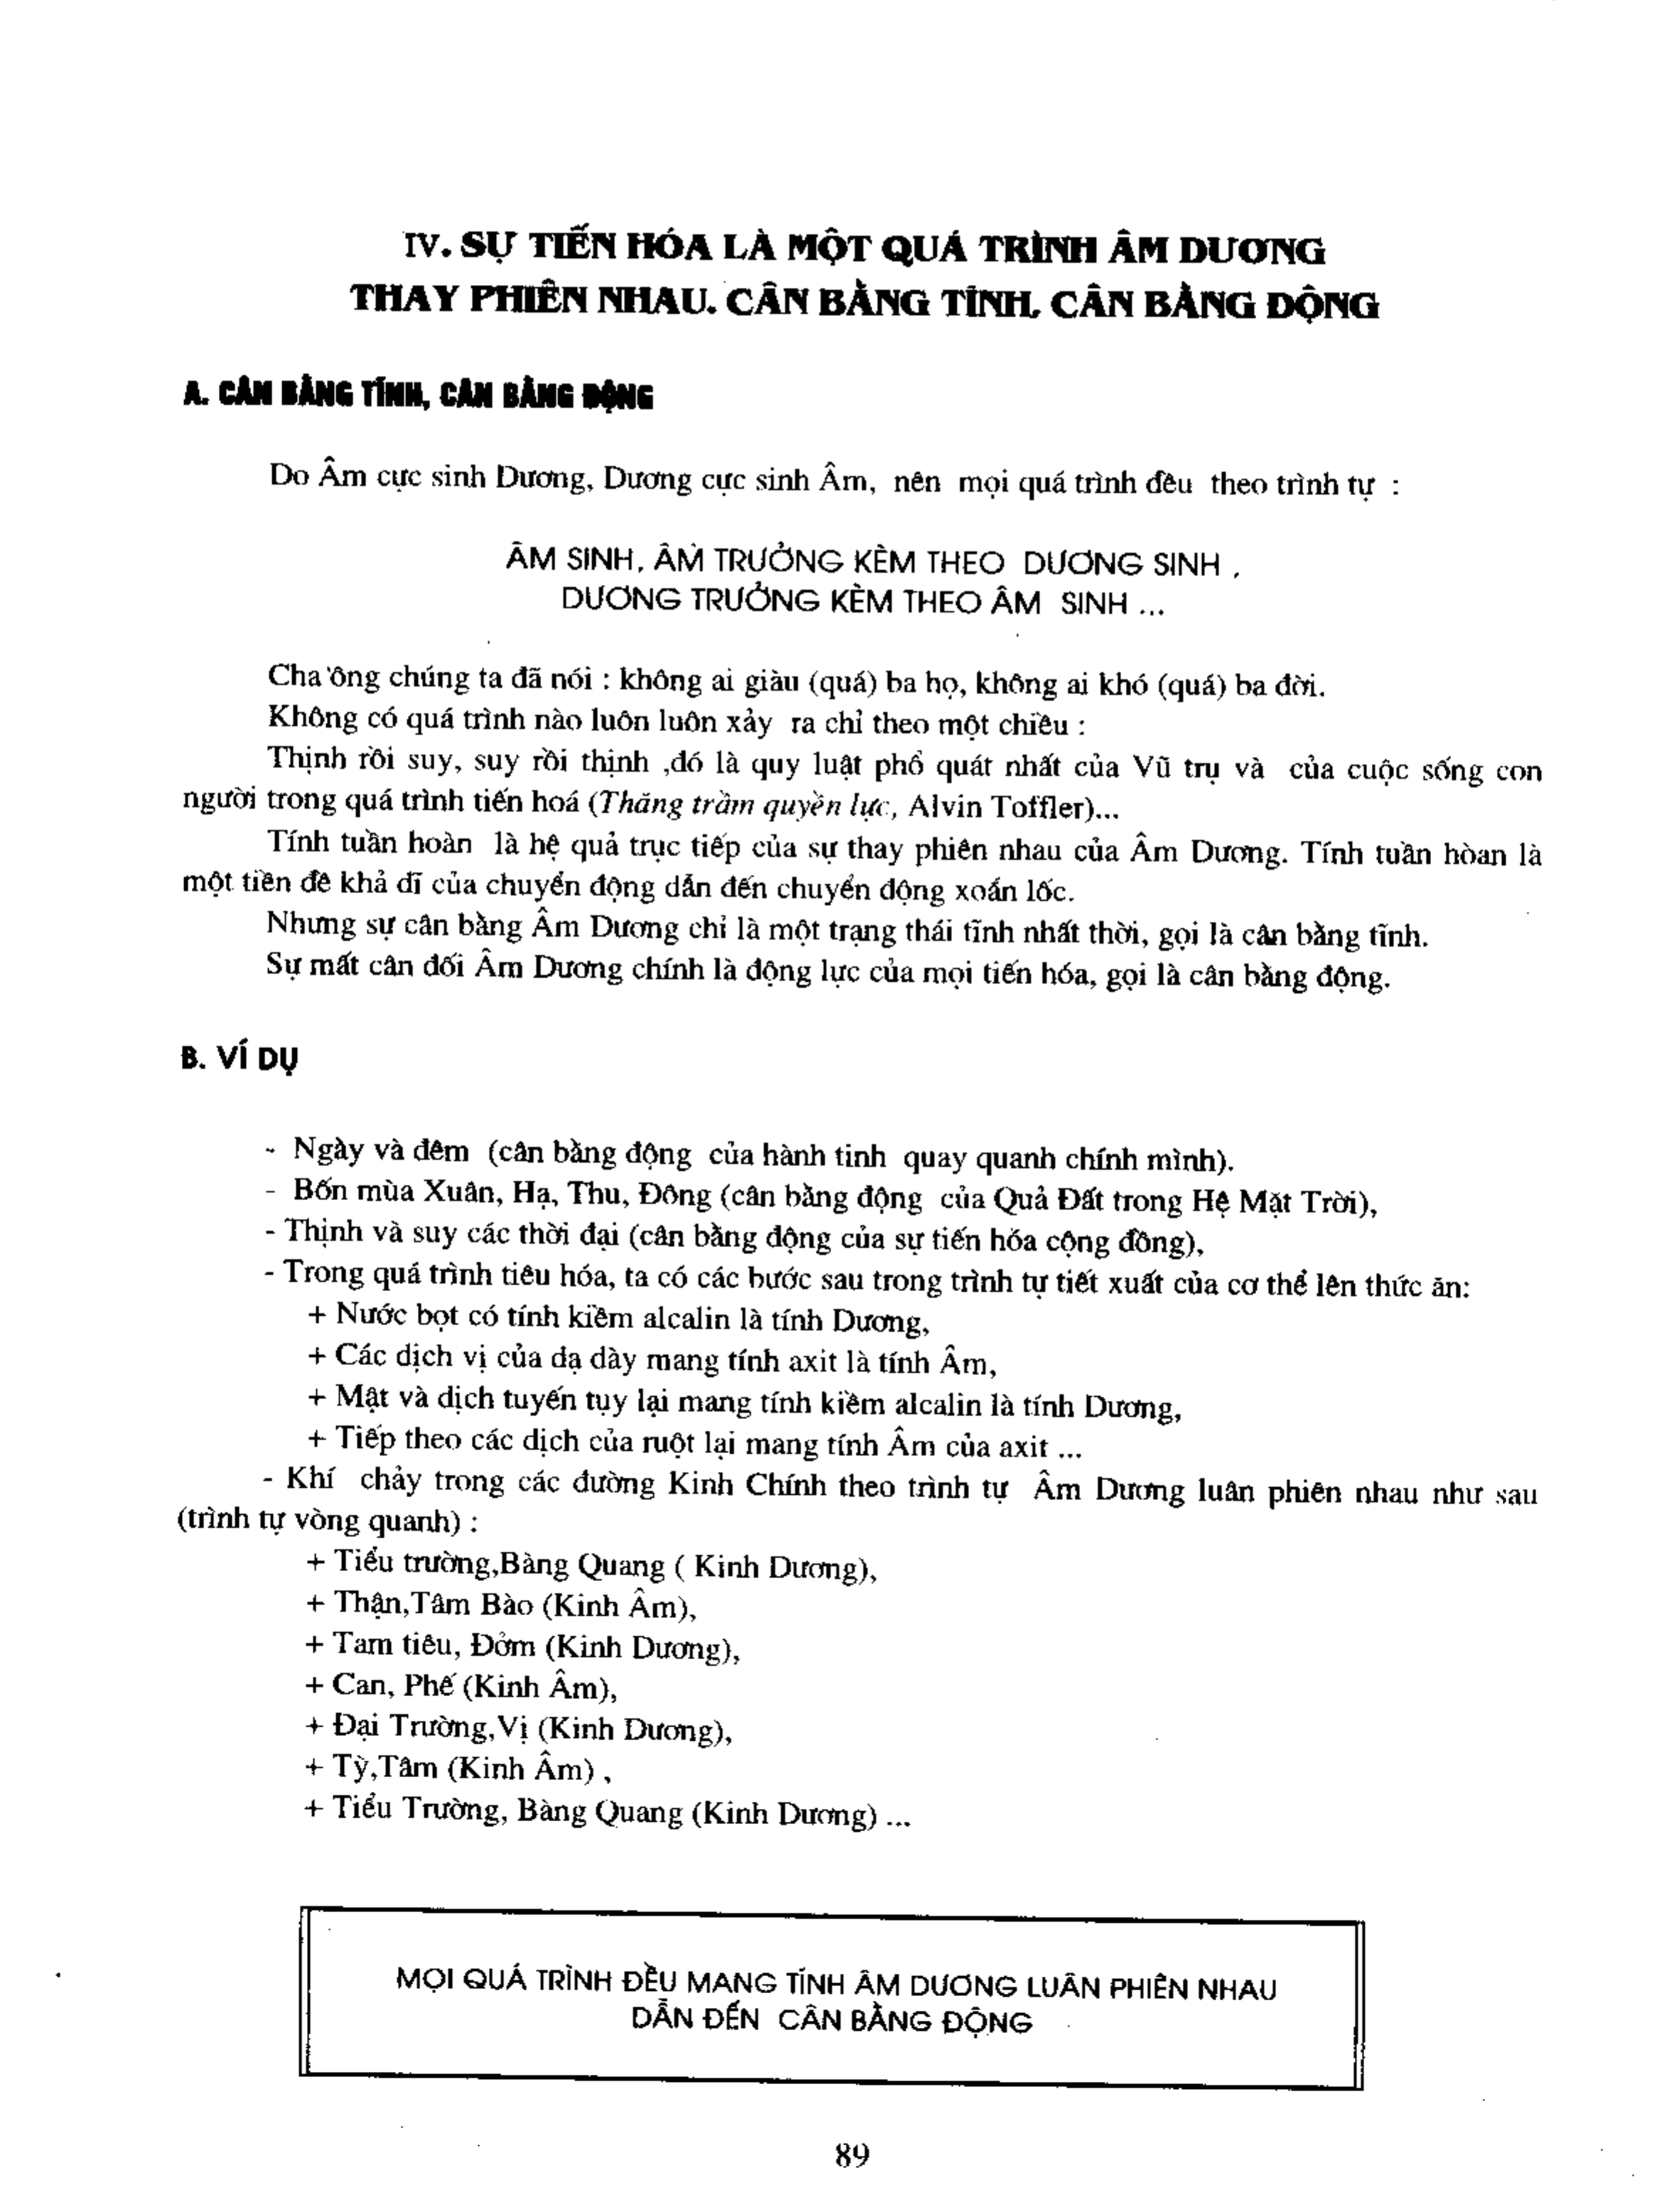 IV. SỰ TIẾN HÓA LÀ MỘT QUÁ TRÌNH ÂM DƯƠNG
THAY PHIÊN NHAU. CÂN BẰNG TĨNH, CÂN BẰNG ĐỘNG
A. CÂN BẰNG TĨNH, CÂN BẰNG ĐỘNG
Do Âm cực sinh Dương, Dương cực sinh Âm, nên mọi quá trình đều theo trình tự :
ÂM SINH, ÂM TRƯỞNG KÈM THEO DƯƠNG SINH ,
DƯƠNG TRƯỞNG KÈM THEO ÂM SINH ...
Cha ông chúng ta đã nói : không ai giàu (quá) ba họ, không ai khó (quá) ba đời.
Không có quá trình nào luôn luôn xảy ra chỉ theo một chiều :
Thịnh rồi suy, suy rồi thịnh ,đó là quy luật phổ quát nhất của Vũ trụ và của cuộc sống con
người trong quá trình tiến hoá (Thăng trầm quyền lực, Alvin Toffler)...
Tính tuần hoàn là hệ quả trực tiếp của sự thay phiên nhau của Âm Dương. Tính tuần hòan là
một tiền đề khả dĩ của chuyển động dẫn đến chuyển động xoắn lốc.
Nhưng sự cân bằng Âm Dương chỉ là một trạng thái tĩnh nhất thời, gọi là cân bằng tĩnh.
Sự mất cân đối Âm Dương chính là động lực của mọi tiến hóa, gọi là cân bằng động.
B. VÍ DỤ
- Ngày và đêm (cân bằng động của hành tinh quay quanh chính mình).
- Bốn mùa Xuân, Hạ, Thu, Đông (cân bằng động của Quả Đất trong Hệ Mặt Trời),
- Thịnh và suy các thời đại (cân bằng động của sự tiến hóa cộng đồng),
- Trong quá trình tiêu hóa, ta có các bước sau trong trình tự tiết xuất của cơ thể lên thức ăn:
+ Nước bọt có tính kiềm alcalin là tính Dương,
+ Các dịch vị của dạ dày mang tính axit là tính Âm,
+ Mật và dịch tuyến tụy lại mang tính kiềm alcalin là tính Dương,
+ Tiếp theo các dịch của ruột lại mang tính Âm của axit ...
- Khí chảy trong các đường Kinh Chính theo trình tự Âm Dương luân phiên nhau như sau
(trình tự vòng quanh) :
+ Tiểu trường,Bàng Quang ( Kinh Dương),
+ Thận,Tâm Bào (Kinh Âm),
+ Tam tiêu, Đởm (Kinh Dương),
+ Can, Phế (Kinh Âm),
+ Đại Trường,Vị (Kinh Dương),
+ Tỳ,Tâm (Kinh Âm) ,
+ Tiểu Trường, Bàng Quang (Kinh Dương) ...
MỌI QUÁ TRÌNH ĐỀU MANG TÍNH ÂM DƯƠNG LUÂN PHIÊN NHAU
DẪN ĐẾN CÂN BẰNG ĐỘNG
89